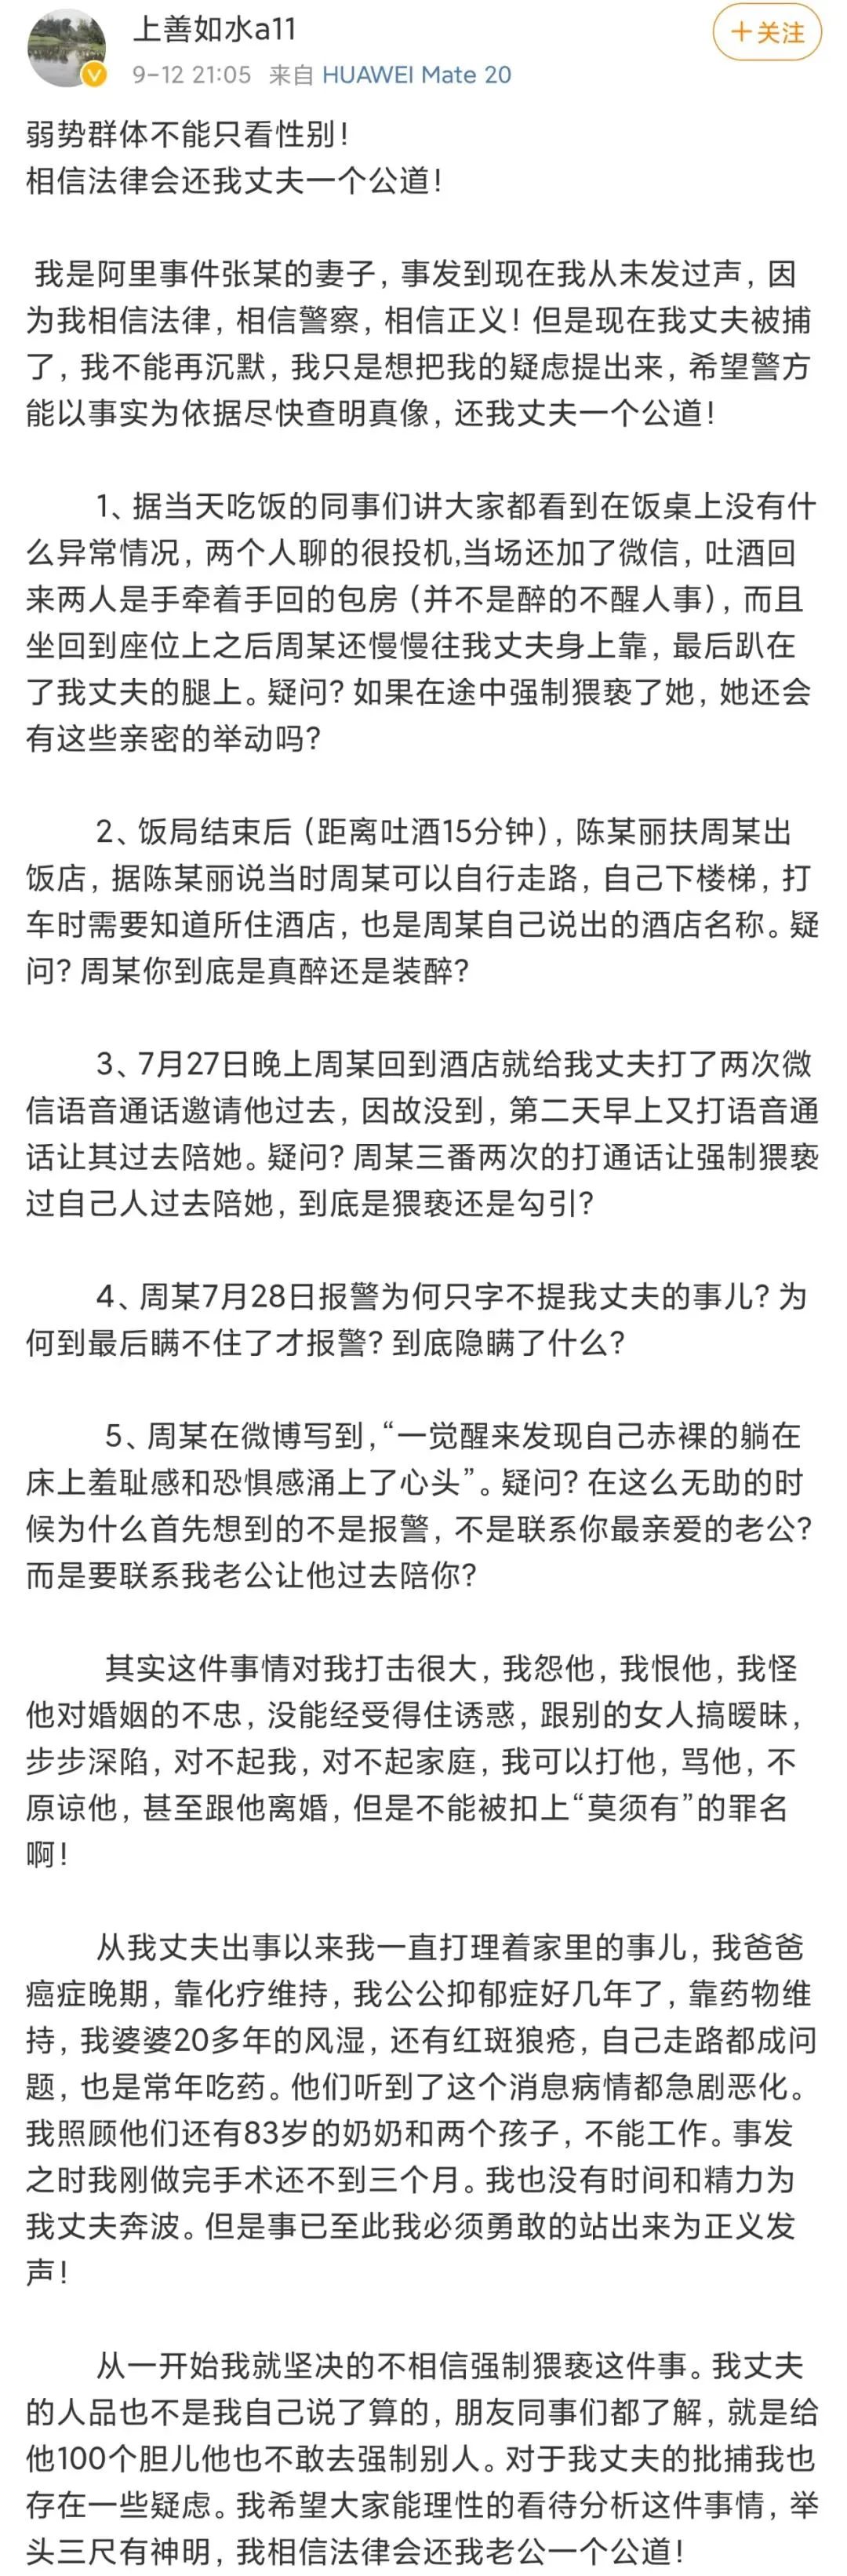 上善如水a11
＋关注
9-12 21:05 来自 HUAWEI Mate 20
弱势群体不能只看性别！
相信法律会还我丈夫一个公道！
我是阿里事件张某的妻子，事发到现在我从未发过声，因
为我相信法律，相信警察，相信正义！但是现在我丈夫被捕
了，我不能再沉默，我只是想把我的疑虑提出来，希望警方
能以事实为依据尽快查明真像，还我丈夫一个公道！
1、据当天吃饭的同事们讲大家都看到在饭桌上没有什
么异常情况，两个人聊的很投机,当场还加了微信，吐酒回
来两人是手牵着手回的包房（并不是醉的不醒人事），而且
坐回到座位上之后周某还慢慢往我丈夫身上靠，最后趴在
了我丈夫的腿上。疑问？如果在途中强制猥亵了她，她还会
有这些亲密的举动吗？
2、饭局结束后（距离吐酒15分钟），陈某丽扶周某出
饭店，据陈某丽说当时周某可以自行走路，自己下楼梯，打
车时需要知道所住酒店，也是周某自己说出的酒店名称。疑
问？周某你到底是真醉还是装醉？
3、7月27日晚上周某回到酒店就给我丈夫打了两次微
信语音通话邀请他过去，因故没到，第二天早上又打语音通
话让其过去陪她。疑问？周某三番两次的打通话让强制猥亵
过自己人过去陪她，到底是猥亵还是勾引？
4、周某7月28日报警为何只字不提我丈夫的事儿？为
何到最后瞒不住了才报警？到底隐瞒了什么？
5、周某在微博写到，“一觉醒来发现自己赤裸的躺在
床上羞耻感和恐惧感涌上了心头”。疑问？在这么无助的时
候为什么首先想到的不是报警，不是联系你最亲爱的老公？
而是要联系我老公让他过去陪你？
其实这件事情对我打击很大，我怨他，我恨他，我怪
他对婚姻的不忠，没能经受得住诱惑，跟别的女人搞暧昧，
步步深陷，对不起我，对不起家庭，我可以打他，骂他，不
原谅他，甚至跟他离婚，但是不能被扣上“莫须有”的罪名
啊！
从我丈夫出事以来我一直打理着家里的事儿，我爸爸
癌症晚期，靠化疗维持，我公公抑郁症好几年了，靠药物维
持，我婆婆20多年的风湿，还有红斑狼疮，自己走路都成问
题，也是常年吃药。他们听到了这个消息病情都急剧恶化。
我照顾他们还有83岁的奶奶和两个孩子，不能工作。事发
之时我刚做完手术还不到三个月。我也没有时间和精力为
我丈夫奔波。但是事已至此我必须勇敢的站出来为正义发
声！
从一开始我就坚决的不相信强制猥亵这件事。我丈夫
的人品也不是我自己说了算的，朋友同事们都了解，就是给
他100个胆儿他也不敢去强制别人。对于我丈夫的批捕我也
存在一些疑虑。我希望大家能理性的看待分析这件事情，举
头三尺有神明，我相信法律会还我老公一个公道！